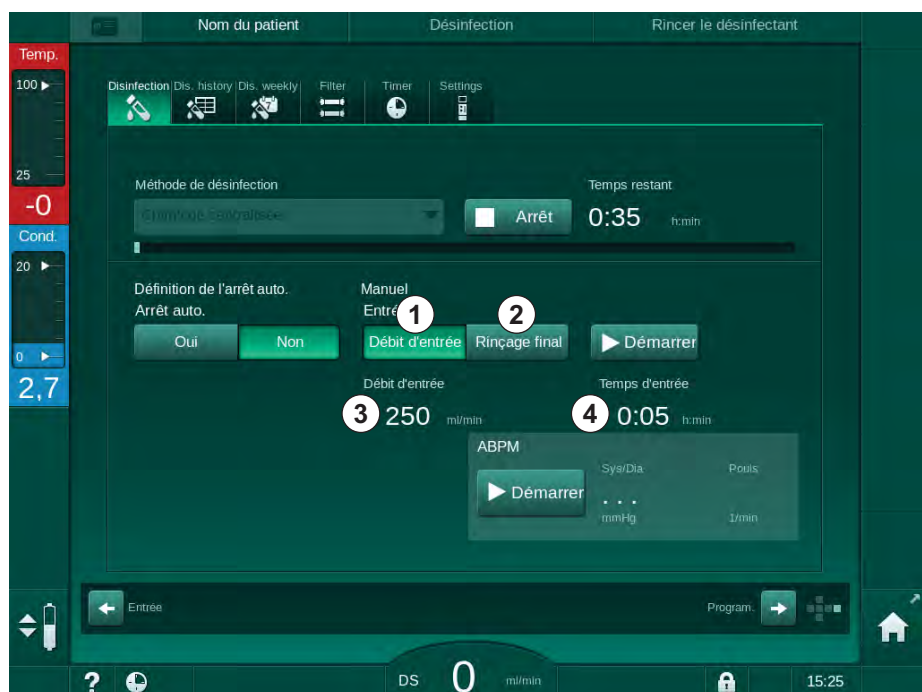 Nom du patient Désinfection Rincer le désinfectant
Temp.
100
25
-0
Cond.
20
0
2,7
Disinfection Dis. history Dis. weekly Filter Timer Settings
7
Méthode de désinfection
Temps restant
Arrêt
0:35 h:min
Définition de l'arrêt auto.
Arrêt auto.
Oui Non
Manuel
Entré
1 2
Débit d'entrée Rinçage final Démarrer
Débit d'entrée
3 250 ml/min
Temps d'entrée
4 0:05 h:min
ABPM
Démarrer
Sys/Dia Pouls
. . .
mmHg 1/min
Entrée Program.
? DS 0 ml/min 15:25